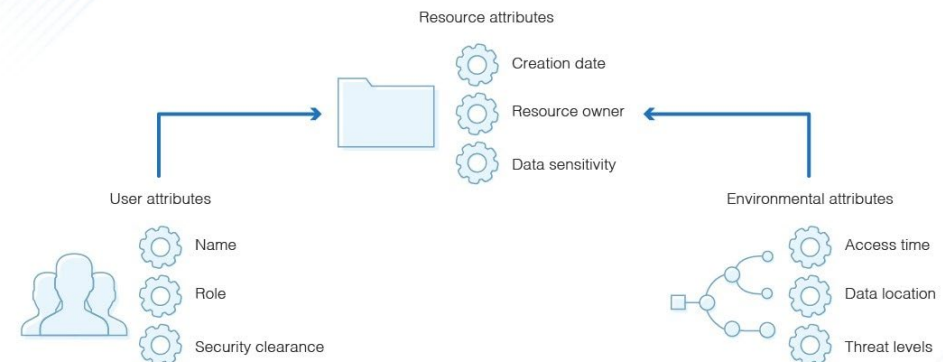 Resource attributes
Creation date
Resource owner
Data sensitivity
User attributes
Name
Role
Security clearance
Environmental attributes
Access time
Data location
Threat levels